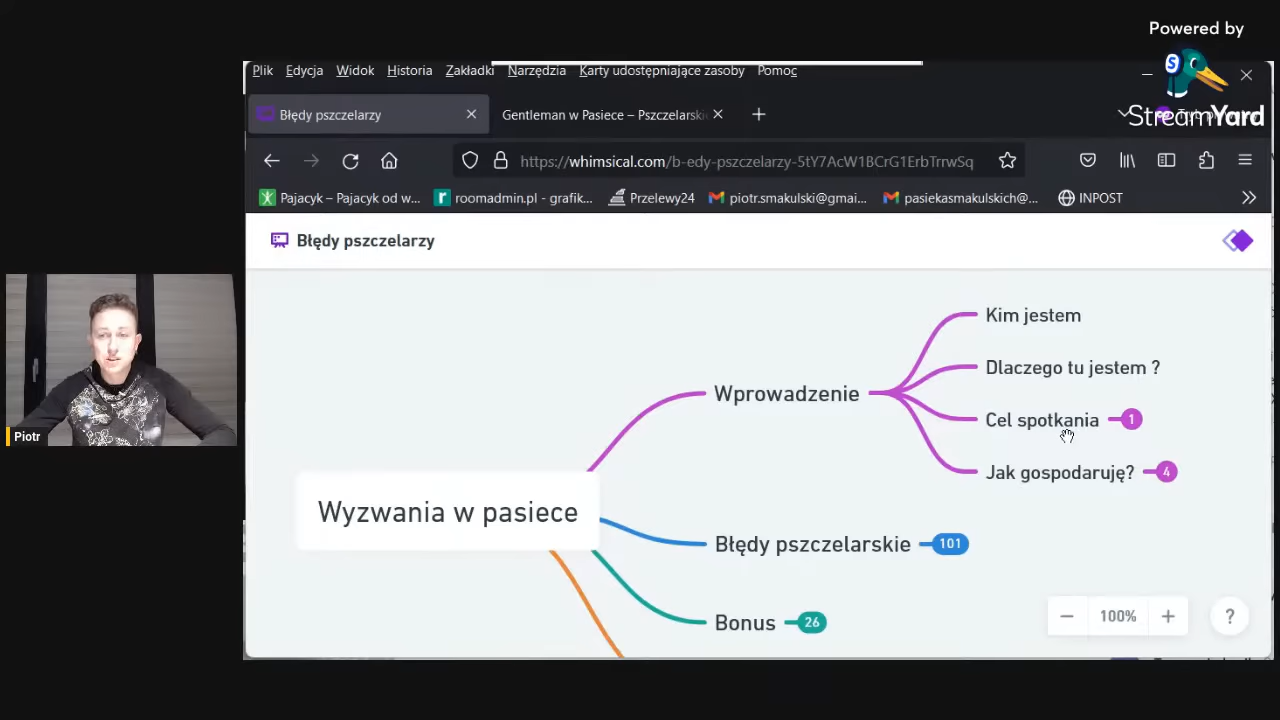 Powered by
StreamYard
Plik Edycja Widok Historia Zakładki Narzędzia Karty udostępniające zasoby Pomoc
Błędy pszczelarzy
Gentleman w Pasiece – Pszczelarski
https://whimsical.com/b-edy-pszczelarzy-5tY7AcW1BCrG1ErbTrrwSq
Pajacyk – Pajacyk od w... roomadmin.pl - grafik... Przelewy24 piotr.smakulski@gmai... pasiekasmakulskich@... INPOST
Błędy pszczelarzy
Kim jestem
Dlaczego tu jestem ?
Wprowadzenie
Cel spotkania 1
Jak gospodaruję? 4
Piotr
Wyzwania w pasiece
Błędy pszczelarskie 101
Bonus 26
100%
?